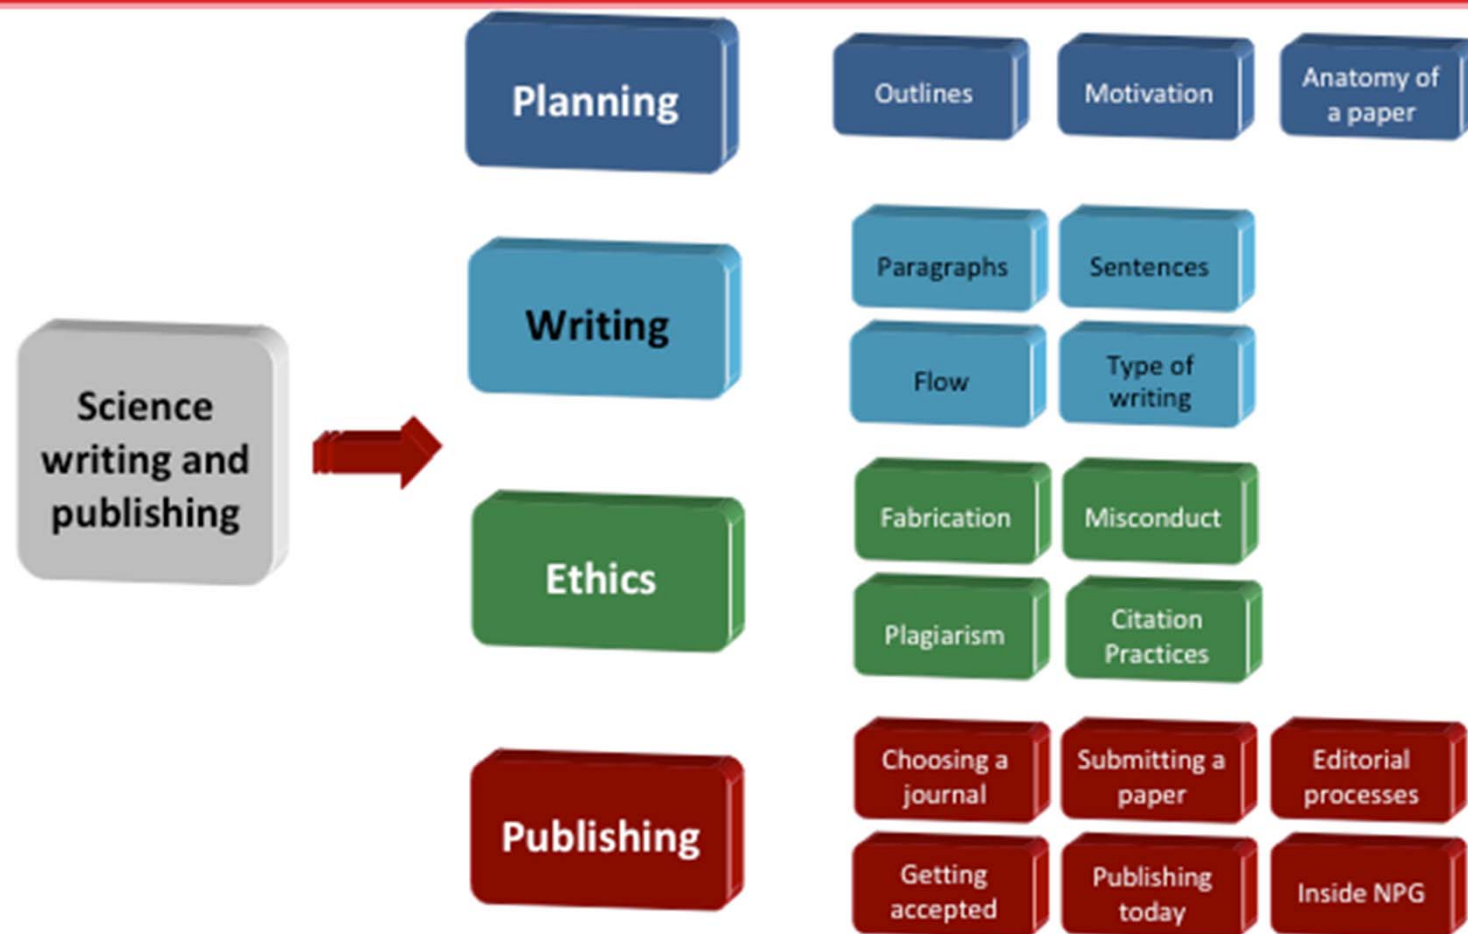 Planning
Outlines
Motivation
Anatomy of
a paper
Writing
Paragraphs
Sentences
Flow
Type of
writing
Science
writing and
publishing
Ethics
Fabrication
Misconduct
Plagiarism
Citation
Practices
Publishing
Choosing a
journal
Submitting a
paper
Editorial
processes
Getting
accepted
Publishing
today
Inside NPG